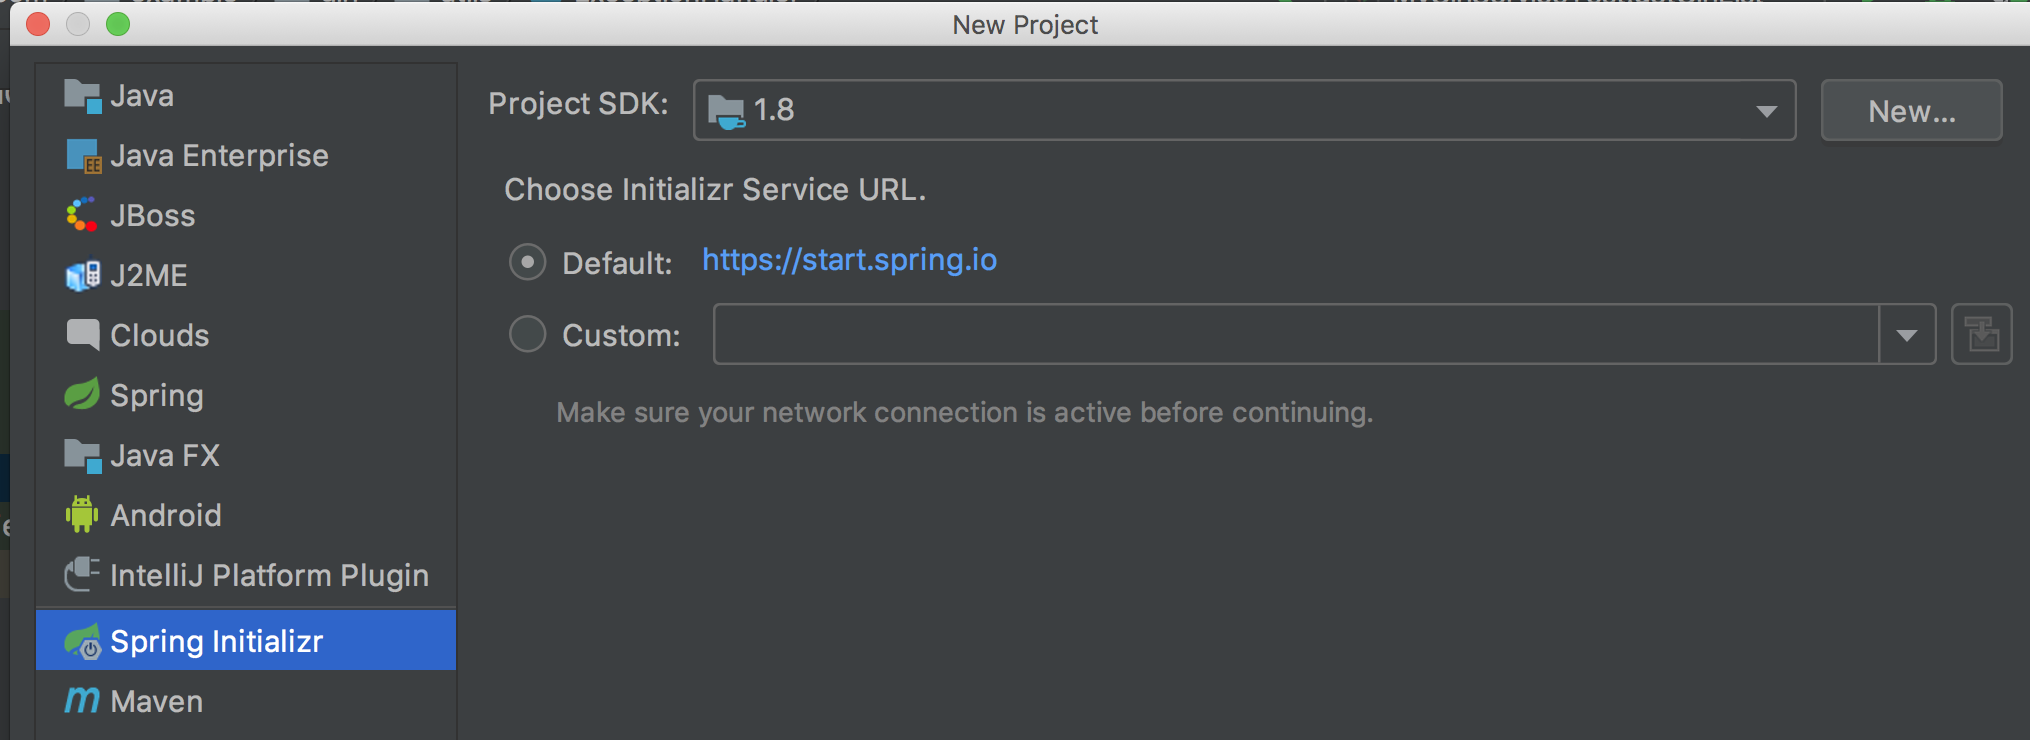 New Project
Java
Java Enterprise
JBoss
J2ME
Clouds
Spring
Java FX
Android
IntelliJ Platform Plugin
Spring Initializr
Maven
Project SDK: 1.8 New...
Choose Initializr Service URL.
Default: https://start.spring.io
Custom:
Make sure your network connection is active before continuing.